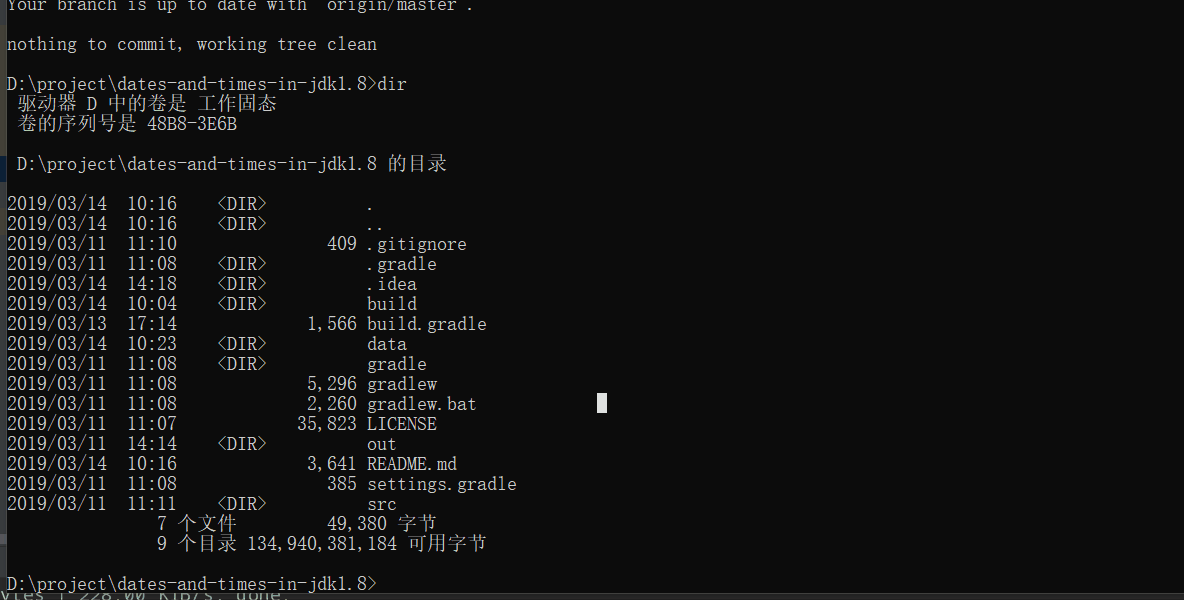 Your branch is up to date with 'origin/master'.
nothing to commit, working tree clean
D:\project\dates-and-times-in-jdk1.8>dir
驱动器 D 中的卷是 工作固态
卷的序列号是 48B8-3E6B
D:\project\dates-and-times-in-jdk1.8 的目录
2019/03/14  10:16    <DIR>          .
2019/03/14  10:16    <DIR>          ..
2019/03/11  11:10               409 .gitignore
2019/03/11  11:08    <DIR>          .gradle
2019/03/14  14:18    <DIR>          .idea
2019/03/14  10:04    <DIR>          build
2019/03/13  17:14             1,566 build.gradle
2019/03/14  10:23    <DIR>          data
2019/03/11  11:08    <DIR>          gradle
2019/03/11  11:08             5,296 gradlew
2019/03/11  11:08             2,260 gradlew.bat
2019/03/11  11:07            35,823 LICENSE
2019/03/11  14:14    <DIR>          out
2019/03/14  10:16             3,641 README.md
2019/03/11  11:08               385 settings.gradle
2019/03/11  11:11    <DIR>          src
7 个文件         49,380 字节
9 个目录 134,940,381,184 可用字节
D:\project\dates-and-times-in-jdk1.8>
228.00 KiB/s, done.